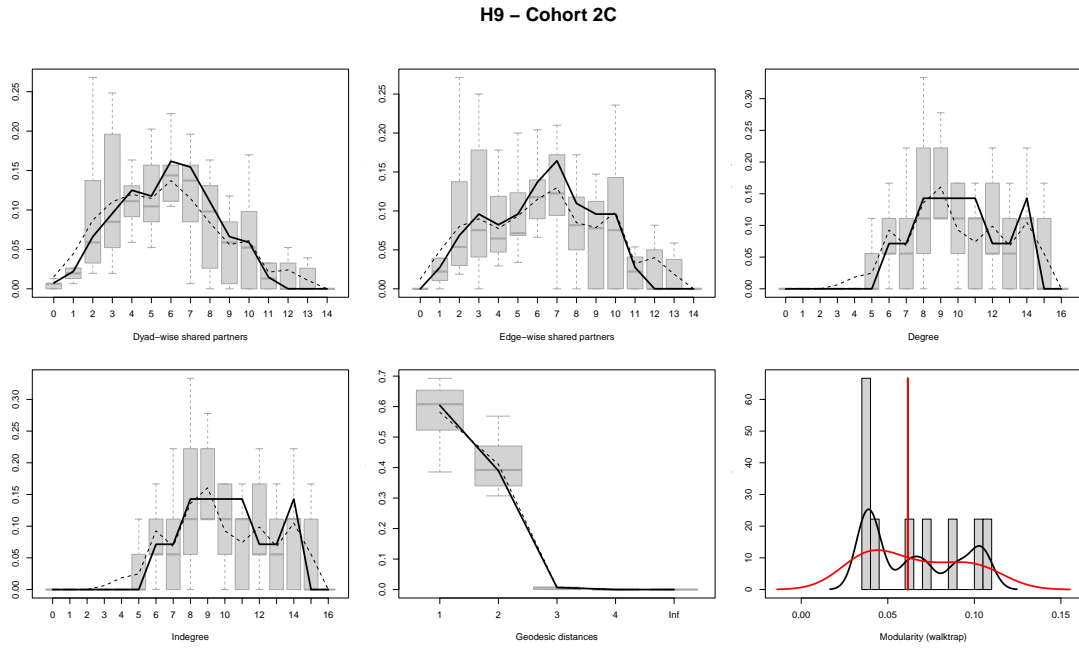 H9 – Cohort 2C
0.00 0.05 0.10 0.15 0.20 0.25
0 1 2 3 4 5 6 7 8 9 10 11 12 13 14
Dyad−wise shared partners
0.00 0.05 0.10 0.15 0.20 0.25
0 1 2 3 4 5 6 7 8 9 10 11 12 13 14
Edge−wise shared partners
0.00 0.05 0.10 0.15 0.20 0.25 0.30
0 1 2 3 4 5 6 7 8 9 10 12 14 16
Degree
0.00 0.05 0.10 0.15 0.20 0.25 0.30
0 1 2 3 4 5 6 7 8 9 10 12 14 16
Indegree
0.0 0.1 0.2 0.3 0.4 0.5 0.6 0.7
1 2 3 4 Inf
Geodesic distances
0 10 20 30 40 50 60
0.00 0.05 0.10 0.15
Modularity (walktrap)